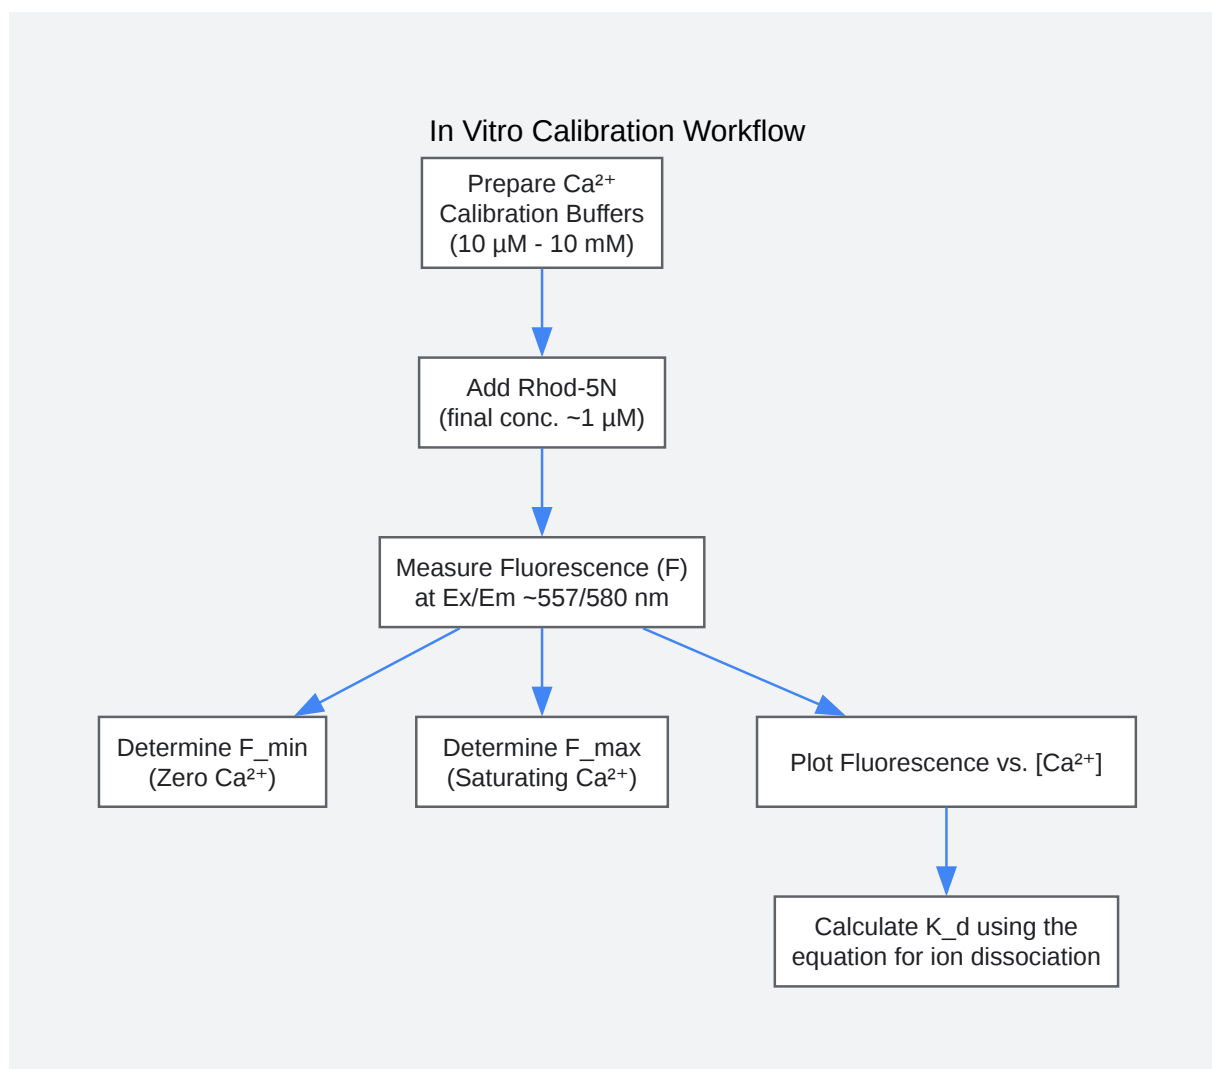 In Vitro Calibration Workflow
Prepare Ca²⁺
Calibration Buffers
(10 µM - 10 mM)
Add Rhod-5N
(final conc. ~1 µM)
Measure Fluorescence (F)
at Ex/Em ~557/580 nm
Determine F_min
(Zero Ca²⁺)
Determine F_max
(Saturating Ca²⁺)
Plot Fluorescence vs. [Ca²⁺]
Calculate K_d using the
equation for ion dissociation